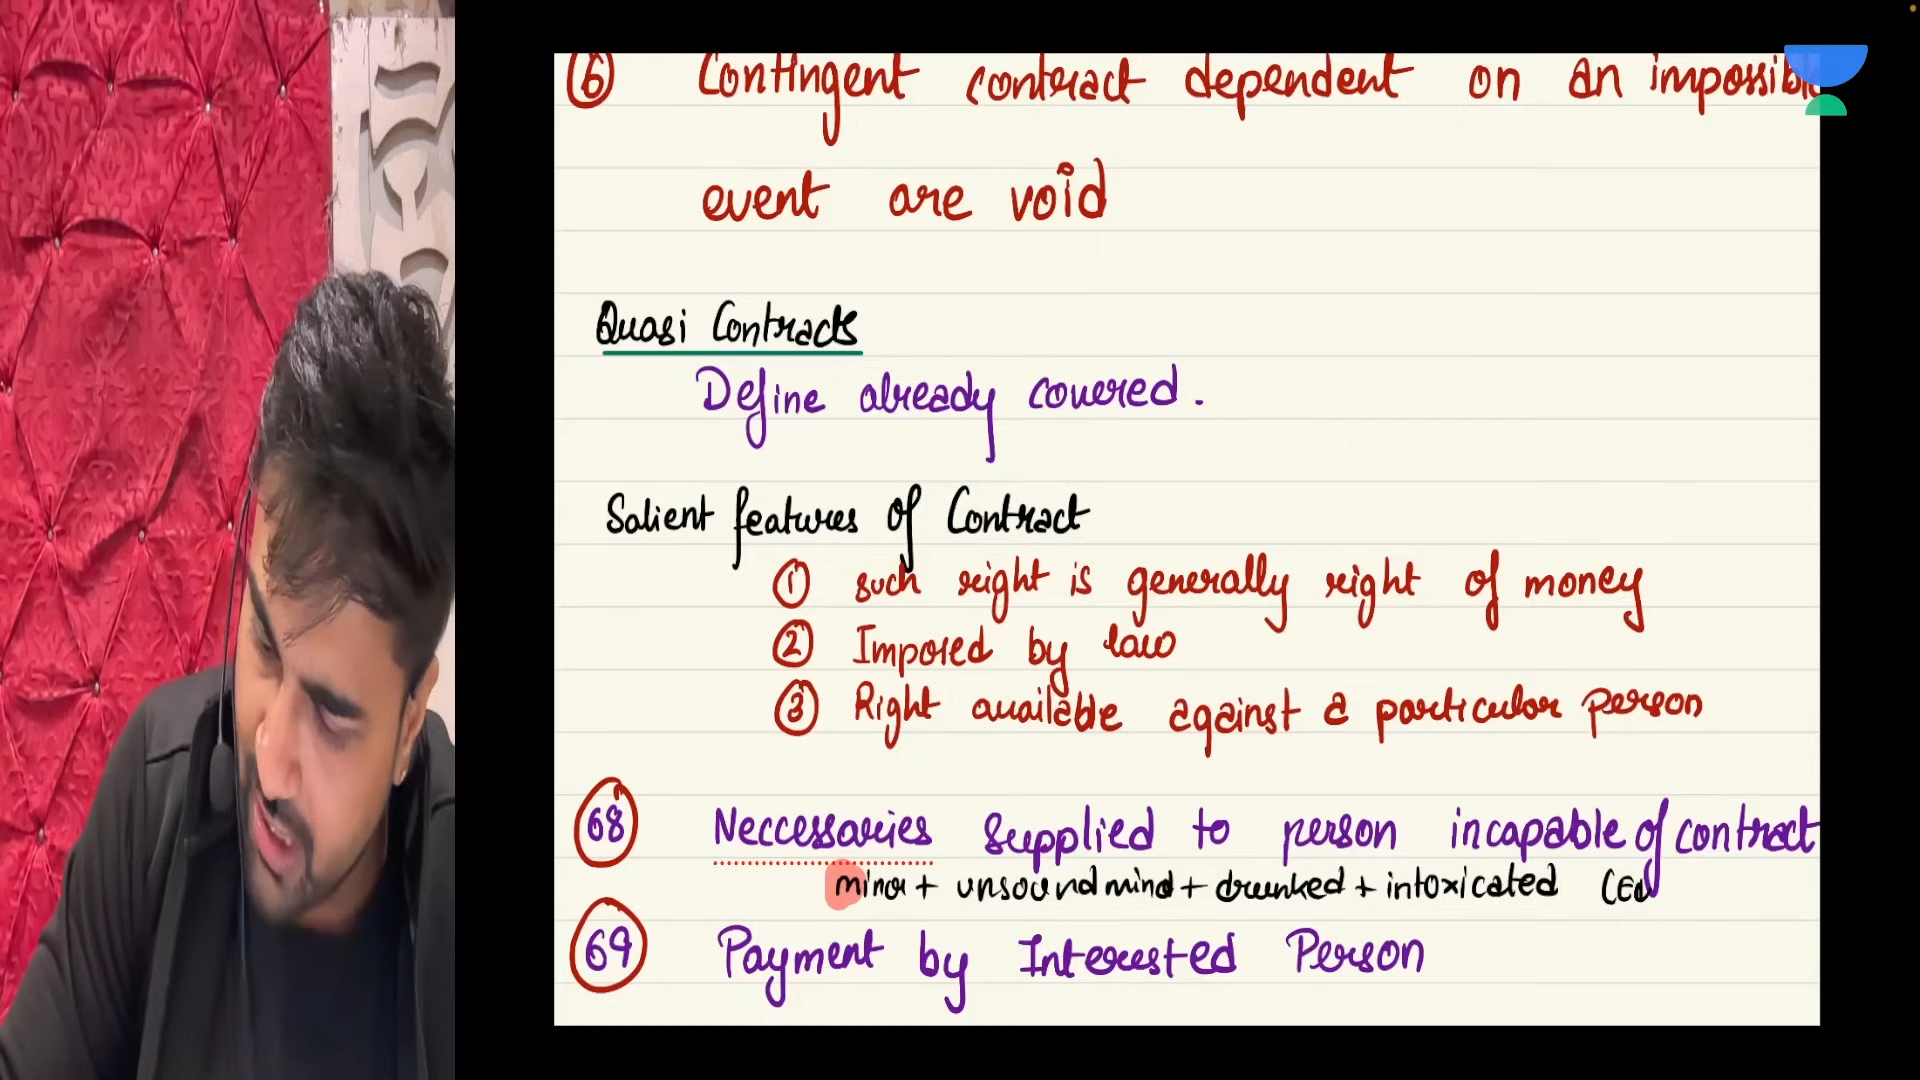 ⑥ Contingent contract dependent on an impossible
event are void
Quasi Contracts
Define already covered.
Salient features of Contract
① such right is generally right of money
② Imposed by law
③ Right available against a particular person
68 Neccessaries supplied to person incapable of contract
minor + unsound mind + drunked + intoxicated
69 Payment by Interested Person